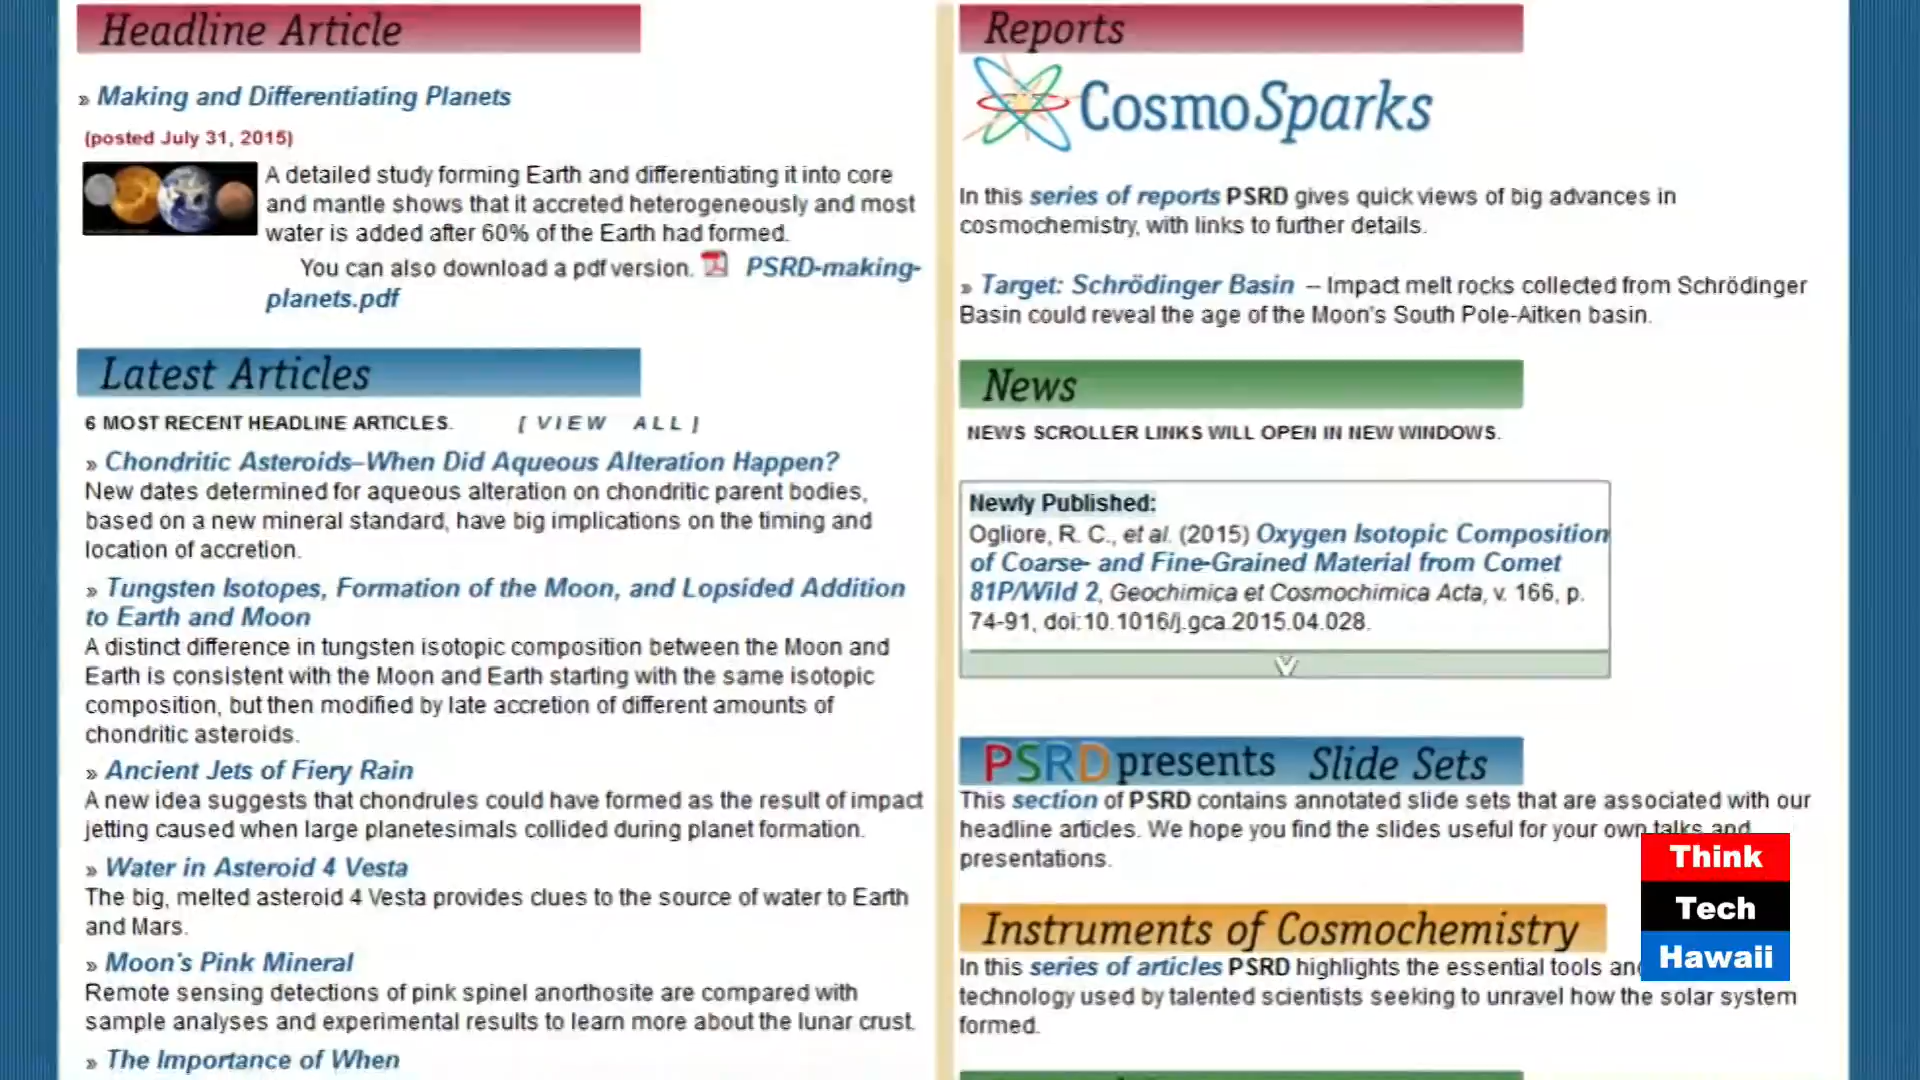 Headline Article
» Making and Differentiating Planets
(posted July 31, 2015)
A detailed study forming Earth and differentiating it into core
and mantle shows that it accreted heterogeneously and most
water is added after 60% of the Earth had formed.
You can also download a pdf version. PSRD-making-
planets.pdf
Latest Articles
6 MOST RECENT HEADLINE ARTICLES. [ VIEW ALL ]
» Chondritic Asteroids–When Did Aqueous Alteration Happen?
New dates determined for aqueous alteration on chondritic parent bodies,
based on a new mineral standard, have big implications on the timing and
location of accretion.
» Tungsten Isotopes, Formation of the Moon, and Lopsided Addition
to Earth and Moon
A distinct difference in tungsten isotopic composition between the Moon and
Earth is consistent with the Moon and Earth starting with the same isotopic
composition, but then modified by late accretion of different amounts of
chondritic asteroids.
» Ancient Jets of Fiery Rain
A new idea suggests that chondrules could have formed as the result of impact
jetting caused when large planetesimals collided during planet formation.
» Water in Asteroid 4 Vesta
The big, melted asteroid 4 Vesta provides clues to the source of water to Earth
and Mars.
» Moon's Pink Mineral
Remote sensing detections of pink spinel anorthosite are compared with
sample analyses and experimental results to learn more about the lunar crust.
» The Importance of When
Reports
CosmoSparks
In this series of reports PSRD gives quick views of big advances in
cosmochemistry, with links to further details.
» Target: Schrödinger Basin – Impact melt rocks collected from Schrödinger
Basin could reveal the age of the Moon's South Pole-Aitken basin.
News
NEWS SCROLLER LINKS WILL OPEN IN NEW WINDOWS.
Newly Published:
Ogliore, R. C., et al. (2015) Oxygen Isotopic Composition
of Coarse- and Fine-Grained Material from Comet
81P/Wild 2, Geochimica et Cosmochimica Acta, v. 166, p.
74-91, doi:10.1016/j.gca.2015.04.028.
PSRD presents Slide Sets
This section of PSRD contains annotated slide sets that are associated with our
headline articles. We hope you find the slides useful for your own talks and
presentations.
Instruments of Cosmochemistry
In this series of articles PSRD highlights the essential tools and
technology used by talented scientists seeking to unravel how the solar system
formed.
Think
Tech
Hawaii